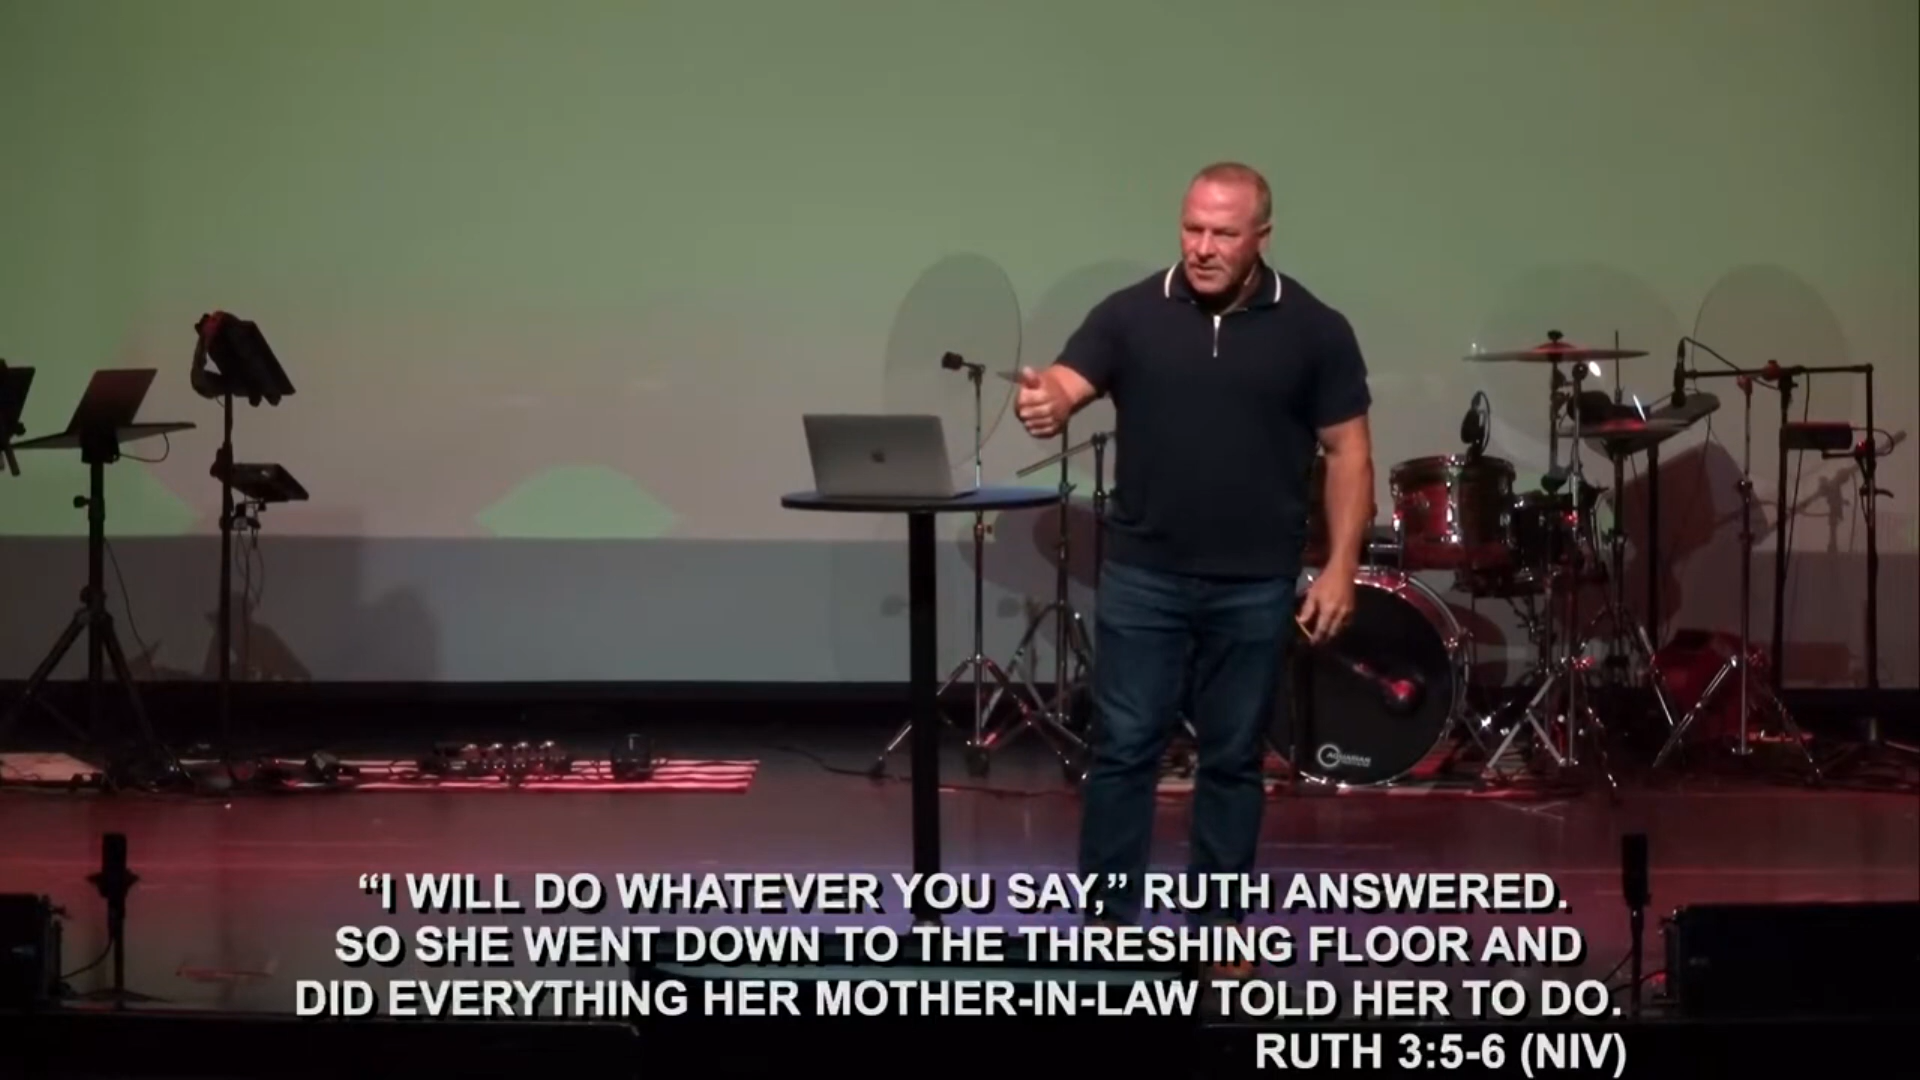 AQUARIAN
“I WILL DO WHATEVER YOU SAY,” RUTH ANSWERED.
SO SHE WENT DOWN TO THE THRESHING FLOOR AND
DID EVERYTHING HER MOTHER-IN-LAW TOLD HER TO DO.
RUTH 3:5-6 (NIV)